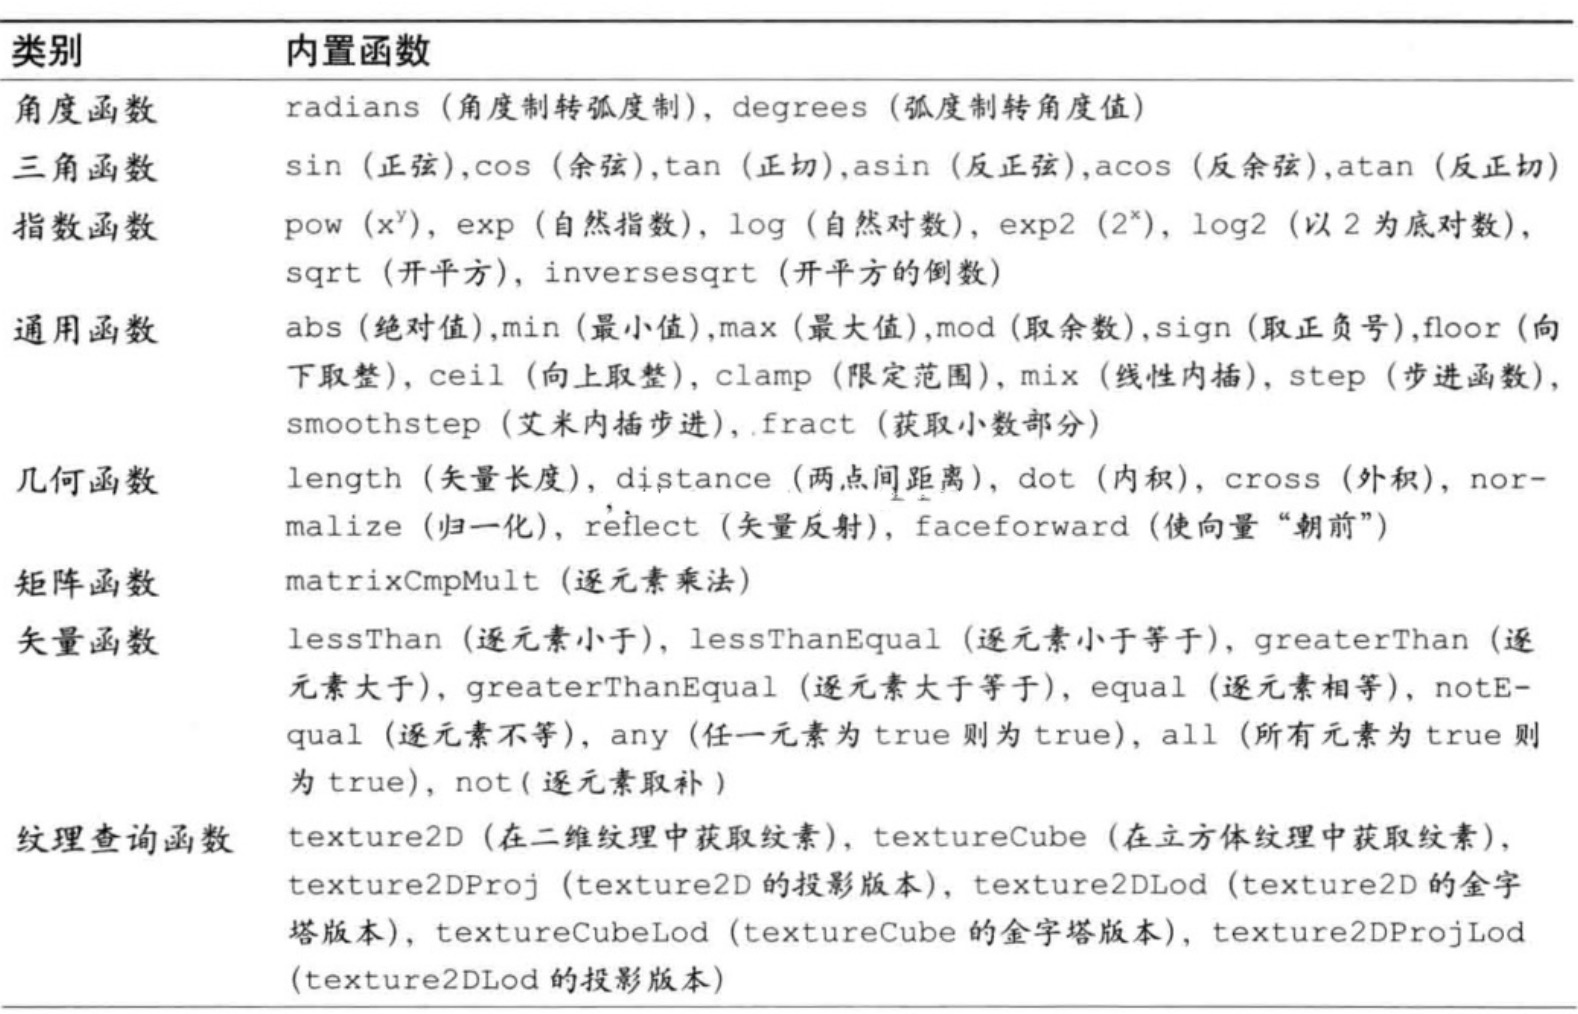 类别 内置函数
角度函数 radians (角度制转弧度制), degrees (弧度制转角度值)
三角函数 sin (正弦),cos (余弦),tan (正切),asin (反正弦),acos (反余弦),atan (反正切)
指数函数 pow (xʸ), exp (自然指数), log (自然对数), exp2 (2ˣ), log2 (以 2 为底对数),
sqrt (开平方), inversesqrt (开平方的倒数)
通用函数 abs (绝对值),min (最小值),max (最大值),mod (取余数),sign (取正负号),floor (向
下取整), ceil (向上取整), clamp (限定范围), mix (线性内插), step (步进函数),
smoothstep (艾米内插步进), fract (获取小数部分)
几何函数 length (矢量长度), distance (两点间距离), dot (内积), cross (外积), nor-
malize (归一化), reflect (矢量反射), faceforward (使向量“朝前”)
矩阵函数 matrixCmpMult (逐元素乘法)
矢量函数 lessThan (逐元素小于), lessThanEqual (逐元素小于等于), greaterThan (逐
元素大于), greaterThanEqual (逐元素大于等于), equal (逐元素相等), notE-
qual (逐元素不等), any (任一元素为 true 则为 true), all (所有元素为 true 则
为 true), not( 逐元素取补 )
纹理查询函数 texture2D (在二维纹理中获取纹素), textureCube (在立方体纹理中获取纹素),
texture2DProj (texture2D 的投影版本), texture2DLod (texture2D 的金字
塔版本), textureCubeLod (textureCube 的金字塔版本), texture2DProjLod
(texture2DLod 的投影版本)